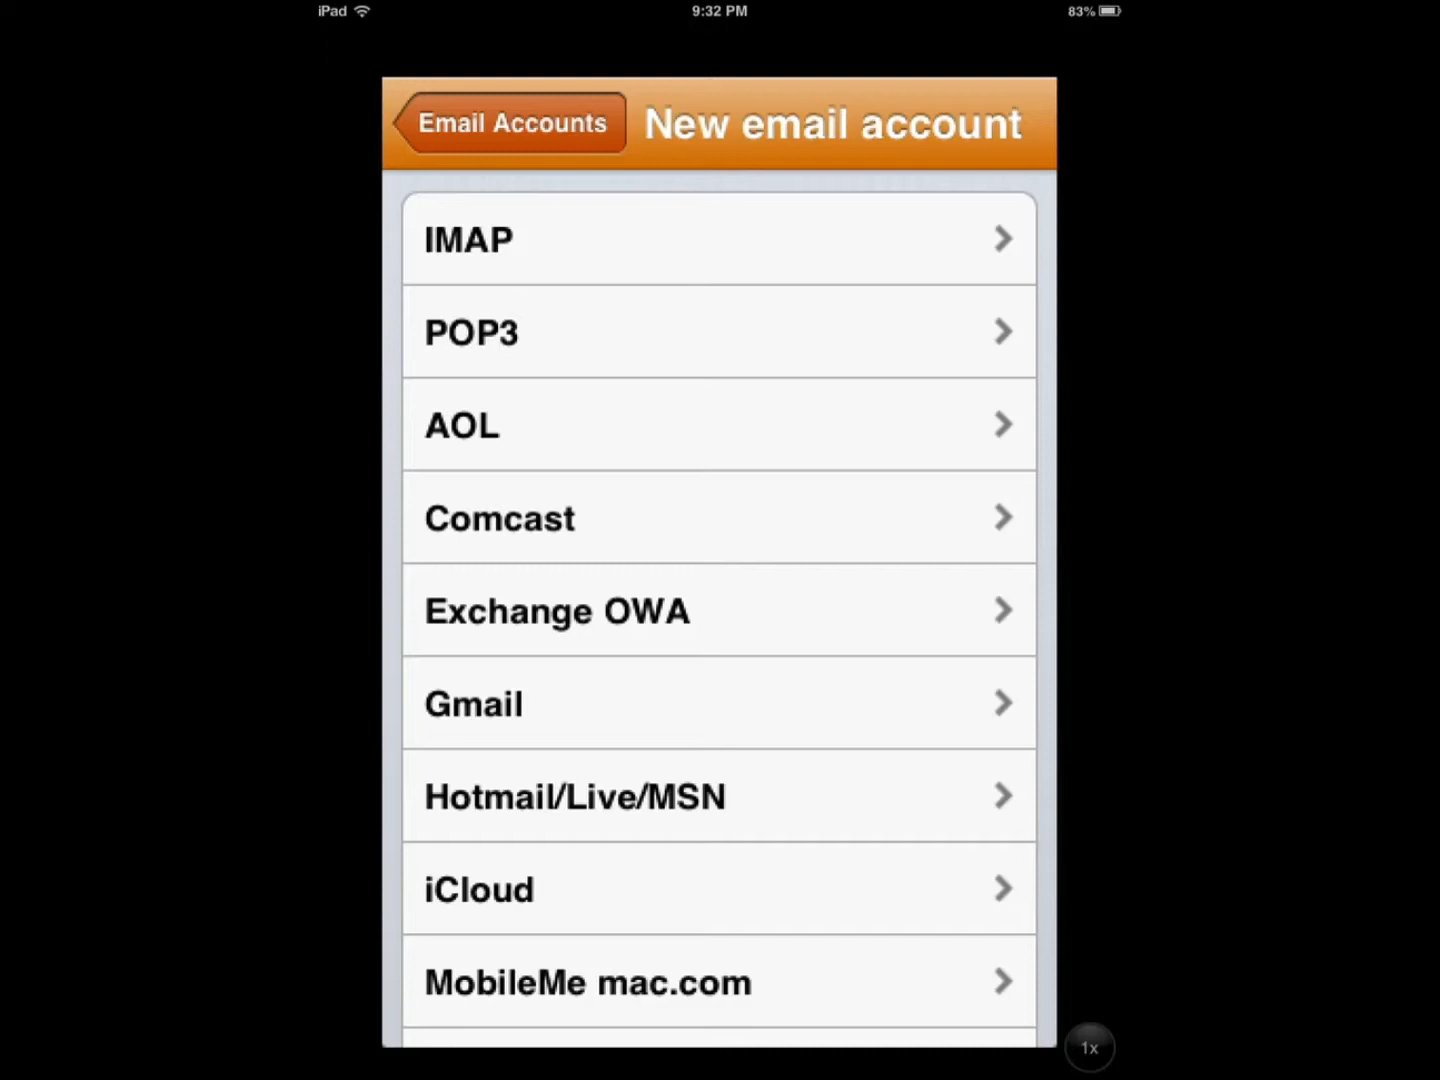 iPad 9:32 PM 83%
Email Accounts New email account
IMAP
POP3
AOL
Comcast
Exchange OWA
Gmail
Hotmail/Live/MSN
iCloud
MobileMe mac.com
1x